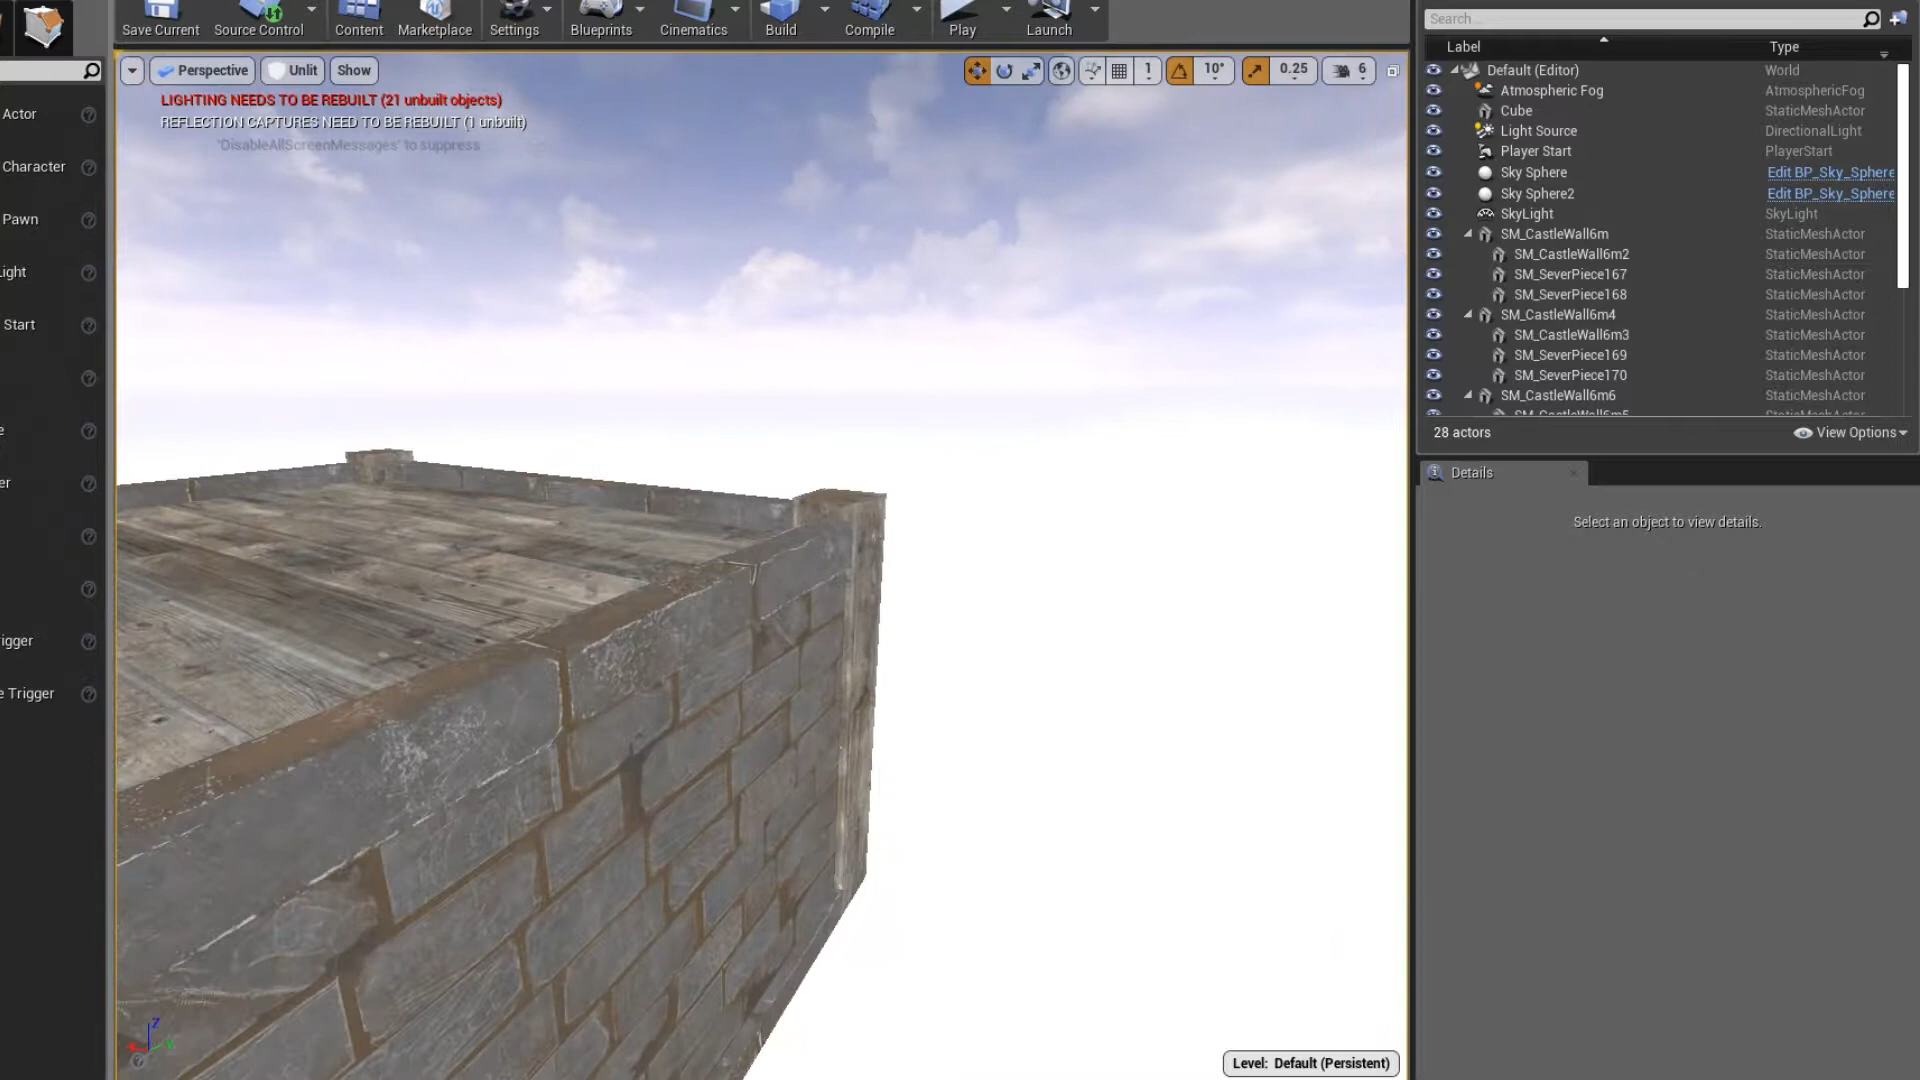 Save Current Source Control Content Marketplace Settings Blueprints Cinematics Build Compile Play Launch
Perspective Unlit Show 1 10° 0.25 6
LIGHTING NEEDS TO BE REBUILT (21 unbuilt objects)
REFLECTION CAPTURES NEED TO BE REBUILT (1 unbuilt)
'DisableAllScreenMessages' to suppress
Actor
Character
Pawn
Light
Start
e
er
igger
e Trigger
Z
X Y
Level: Default (Persistent)
Search...
Label Type
Default (Editor) World
Atmospheric Fog AtmosphericFog
Cube StaticMeshActor
Light Source DirectionalLight
Player Start PlayerStart
Sky Sphere Edit BP_Sky_Sphere
Sky Sphere2 Edit BP_Sky_Sphere
SkyLight SkyLight
SM_CastleWall6m StaticMeshActor
SM_CastleWall6m2 StaticMeshActor
SM_SeverPiece167 StaticMeshActor
SM_SeverPiece168 StaticMeshActor
SM_CastleWall6m4 StaticMeshActor
SM_CastleWall6m3 StaticMeshActor
SM_SeverPiece169 StaticMeshActor
SM_SeverPiece170 StaticMeshActor
SM_CastleWall6m6 StaticMeshActor
SM_CastleWall6m5 StaticMeshActor
28 actors View Options
Details
Select an object to view details.